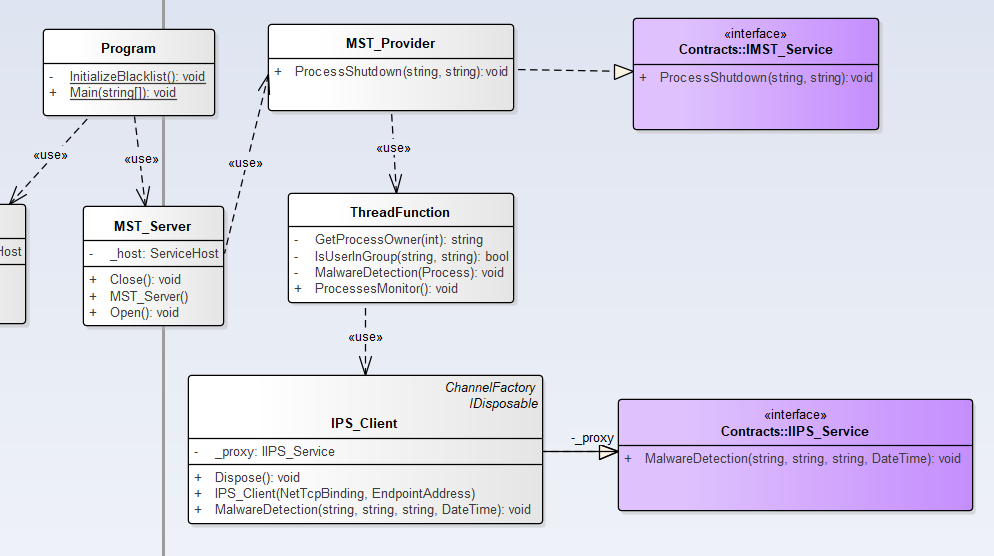 Program
- InitializeBlacklist(): void
+ Main(string[]): void
MST_Provider
+ ProcessShutdown(string, string): void
«interface»
Contracts::IMST_Service
+ ProcessShutdown(string, string): void
«use»
«use»
«use»
«use»
Host
MST_Server
- _host: ServiceHost
+ Close(): void
+ MST_Server()
+ Open(): void
ThreadFunction
- GetProcessOwner(int): string
- IsUserInGroup(string, string): bool
- MalwareDetection(Process): void
+ ProcessesMonitor(): void
«use»
ChannelFactory
IDisposable
IPS_Client
- _proxy: IIPS_Service
+ Dispose(): void
+ IPS_Client(NetTcpBinding, EndpointAddress)
+ MalwareDetection(string, string, string, DateTime): void
-_proxy
«interface»
Contracts::IIPS_Service
+ MalwareDetection(string, string, string, DateTime): void